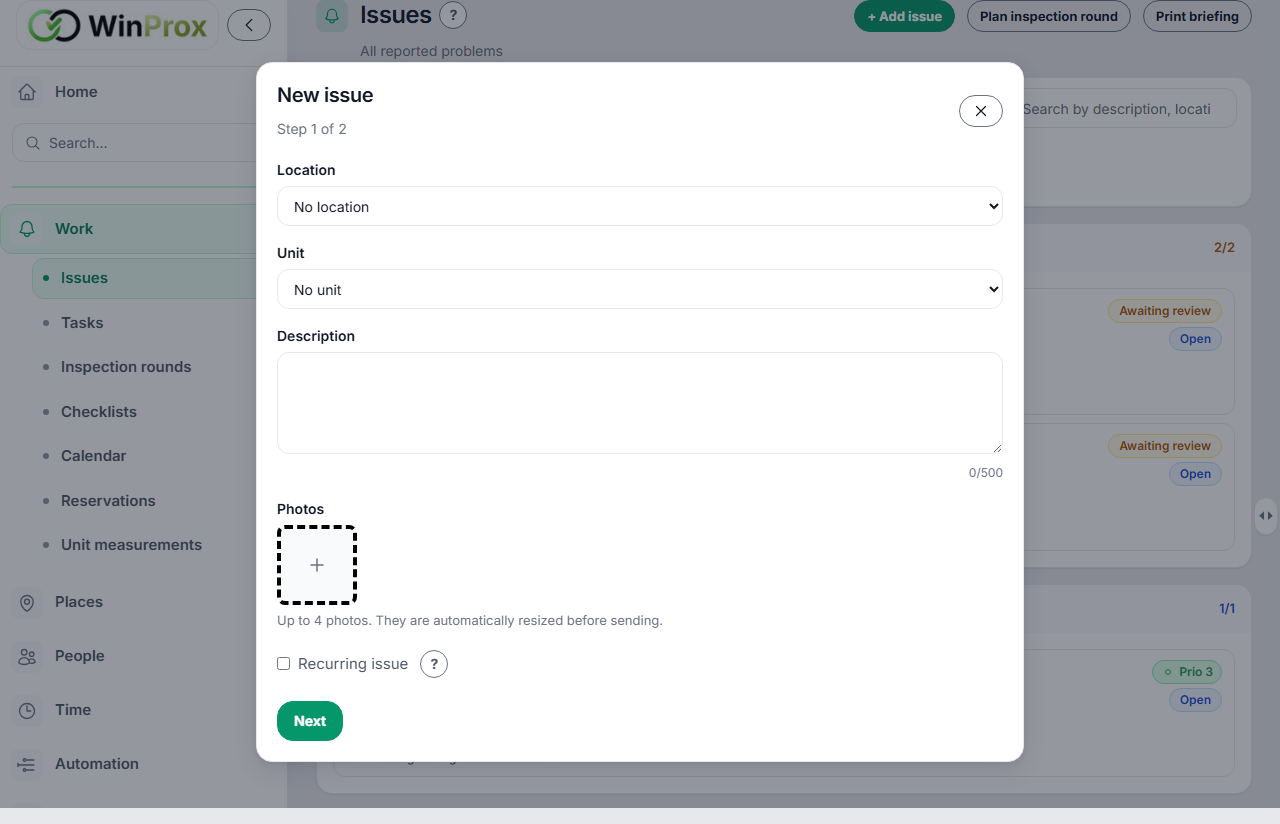 WinProx
Home
Search...
Work
Issues
Tasks
Inspection rounds
Checklists
Calendar
Reservations
Unit measurements
Places
People
Time
Automation
Issues
?
+ Add issue
Plan inspection round
Print briefing
All reported problems
Search by description, locati
2/2
Awaiting review
Open
Awaiting review
Open
1/1
Prio 3
Open
New issue
Step 1 of 2
Location
No location
Unit
No unit
Description
0/500
Photos
+
Up to 4 photos. They are automatically resized before sending.
Recurring issue
?
Next